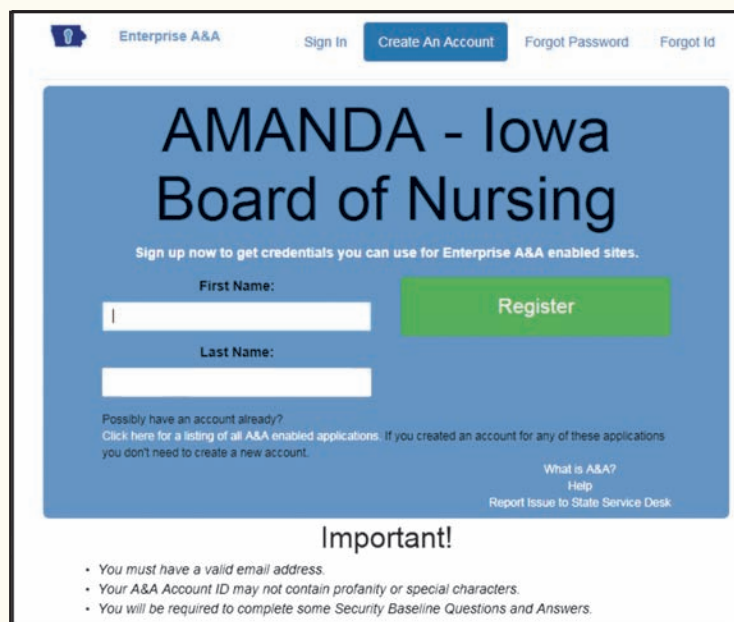 Enterprise A&A
Sign In
Create An Account
Forgot Password
Forgot Id
AMANDA - Iowa
Board of Nursing
Sign up now to get credentials you can use for Enterprise A&A enabled sites.
First Name:
Register
Last Name:
Possibly have an account already?
Click here for a listing of all A&A enabled applications. If you created an account for any of these applications
you don't need to create a new account.
What is A&A?
Help
Report Issue to State Service Desk
Important!
• You must have a valid email address.
• Your A&A Account ID may not contain profanity or special characters.
• You will be required to complete some Security Baseline Questions and Answers.